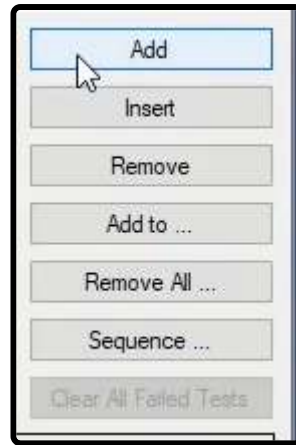 Add
Insert
Remove
Add to ...
Remove All ...
Sequence ...
Clear All Failed Tests